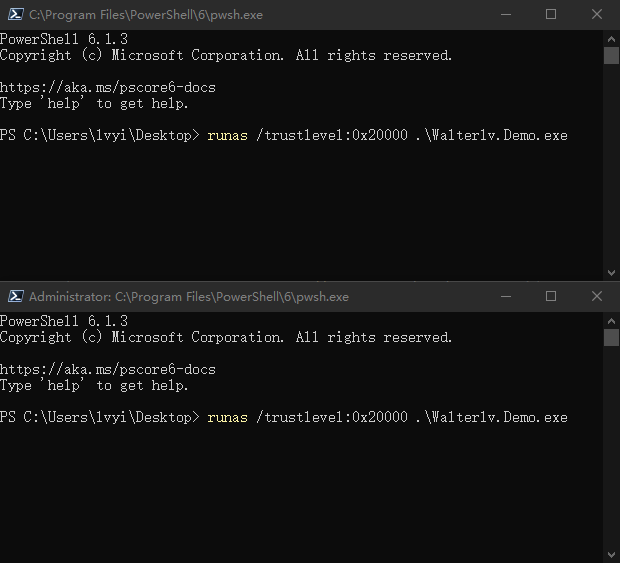 C:\Program Files\PowerShell\6\pwsh.exe
PowerShell 6.1.3
Copyright (c) Microsoft Corporation. All rights reserved.
https://aka.ms/pscore6-docs
Type 'help' to get help.
PS C:\Users\lvyi\Desktop> runas /trustlevel:0x20000 .\Walterlv.Demo.exe
Administrator: C:\Program Files\PowerShell\6\pwsh.exe
PowerShell 6.1.3
Copyright (c) Microsoft Corporation. All rights reserved.
https://aka.ms/pscore6-docs
Type 'help' to get help.
PS C:\Users\lvyi\Desktop> runas /trustlevel:0x20000 .\Walterlv.Demo.exe